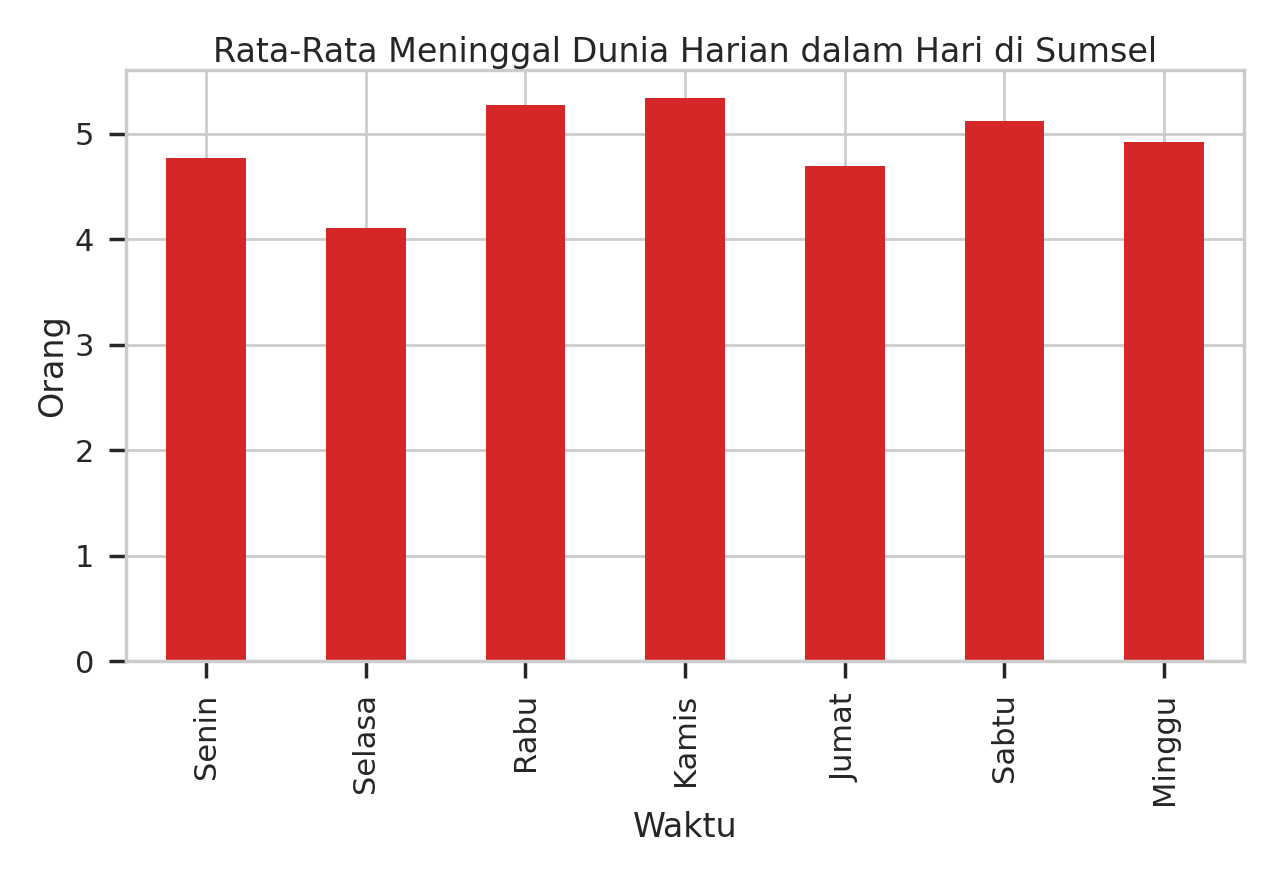 Rata-Rata Meninggal Dunia Harian dalam Hari di Sumsel
Orang
5
4
3
2
1
0
Senin
Selasa
Rabu
Kamis
Jumat
Sabtu
Minggu
Waktu